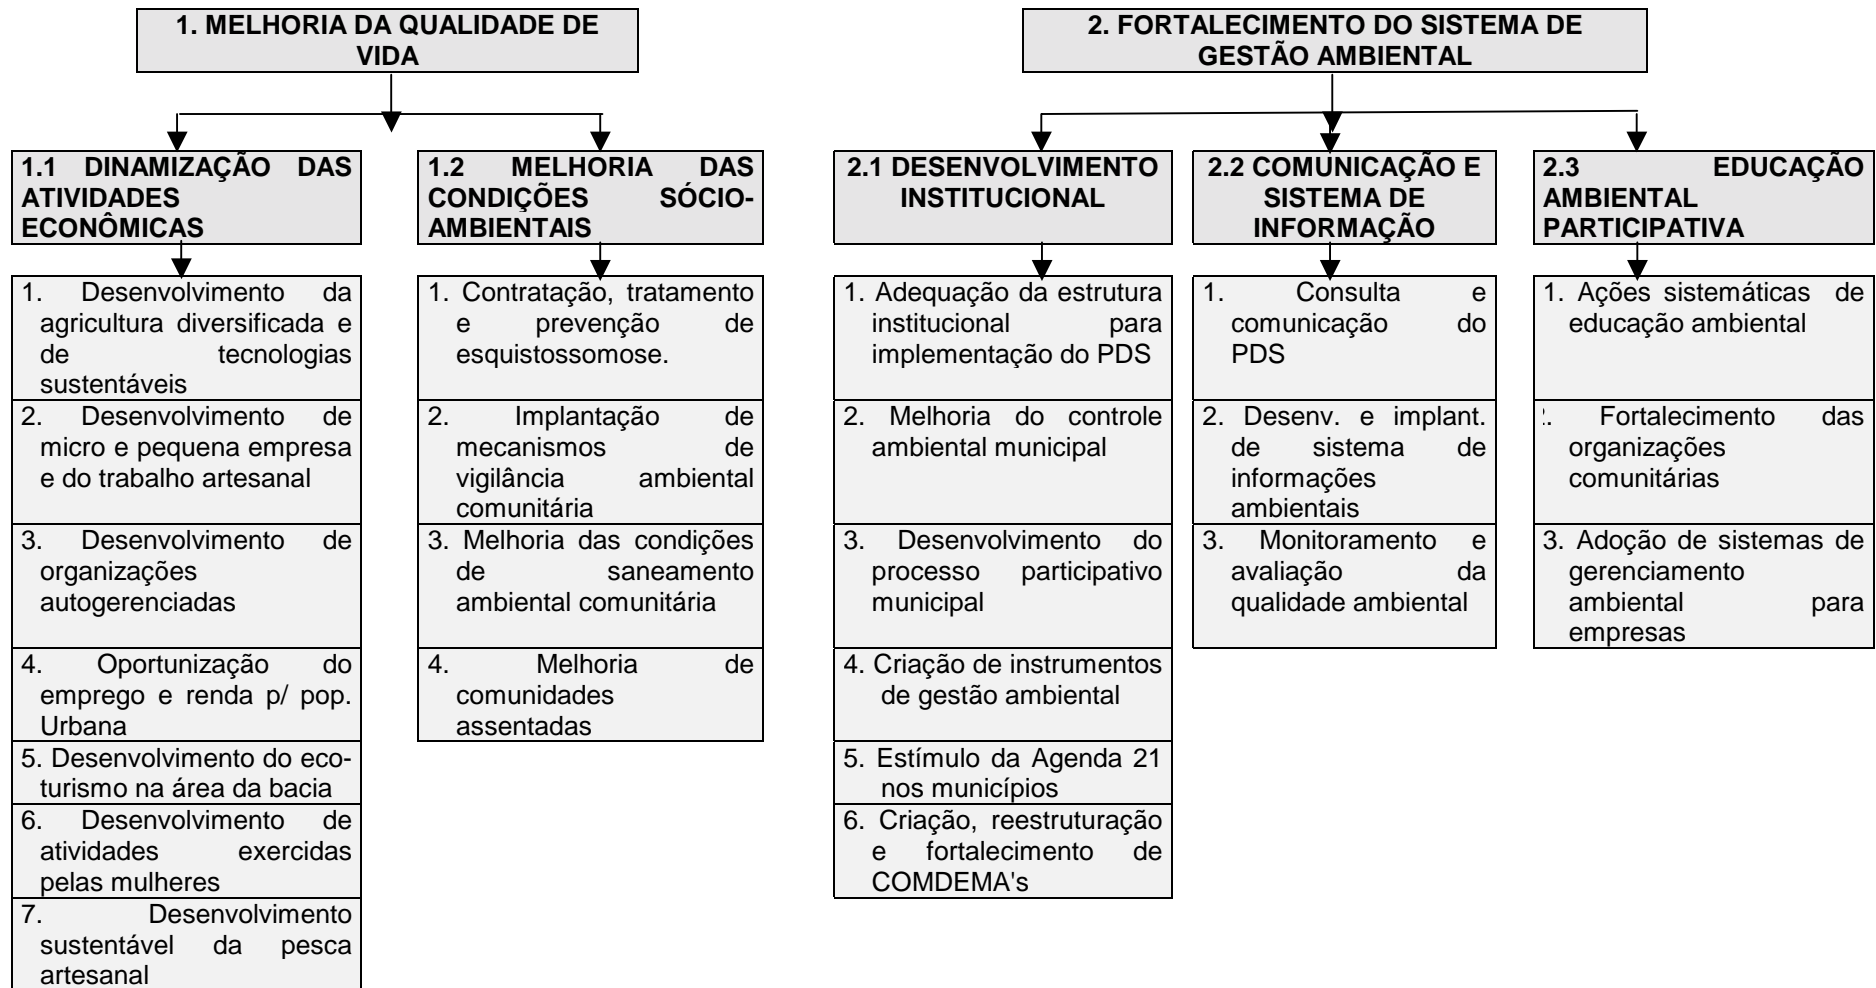 1. MELHORIA DA QUALIDADE DE
VIDA
2. FORTALECIMENTO DO SISTEMA DE
GESTÃO AMBIENTAL
1.1 DINAMIZAÇÃO DAS
ATIVIDADES
ECONÔMICAS
1. Desenvolvimento da
agricultura diversificada e
de tecnologias
sustentáveis
2. Desenvolvimento de
micro e pequena empresa
e do trabalho artesanal
3. Desenvolvimento de
organizações
autogerenciadas
4. Oportunização do
emprego e renda p/ pop.
Urbana
5. Desenvolvimento do eco-
turismo na área da bacia
6. Desenvolvimento de
atividades exercidas
pelas mulheres
7. Desenvolvimento
sustentável da pesca
artesanal
1.2 MELHORIA DAS
CONDIÇÕES SÓCIO-
AMBIENTAIS
1. Contratação, tratamento
e prevenção de
esquistossomose.
2. Implantação de
mecanismos de
vigilância ambiental
comunitária
3. Melhoria das condições
de saneamento
ambiental comunitária
4. Melhoria de
comunidades
assentadas
2.1 DESENVOLVIMENTO
INSTITUCIONAL
1. Adequação da estrutura
institucional para
implementação do PDS
2. Melhoria do controle
ambiental municipal
3. Desenvolvimento do
processo participativo
municipal
4. Criação de instrumentos
de gestão ambiental
5. Estímulo da Agenda 21
nos municípios
6. Criação, reestruturação
e fortalecimento de
COMDEMA's
2.2 COMUNICAÇÃO E
SISTEMA DE
INFORMAÇÃO
1. Consulta e
comunicação do
PDS
2. Desenv. e implant.
de sistema de
informações
ambientais
3. Monitoramento e
avaliação da
qualidade ambiental
2.3 EDUCAÇÃO
AMBIENTAL
PARTICIPATIVA
1. Ações sistemáticas de
educação ambiental
2. Fortalecimento das
organizações
comunitárias
3. Adoção de sistemas de
gerenciamento
ambiental para
empresas